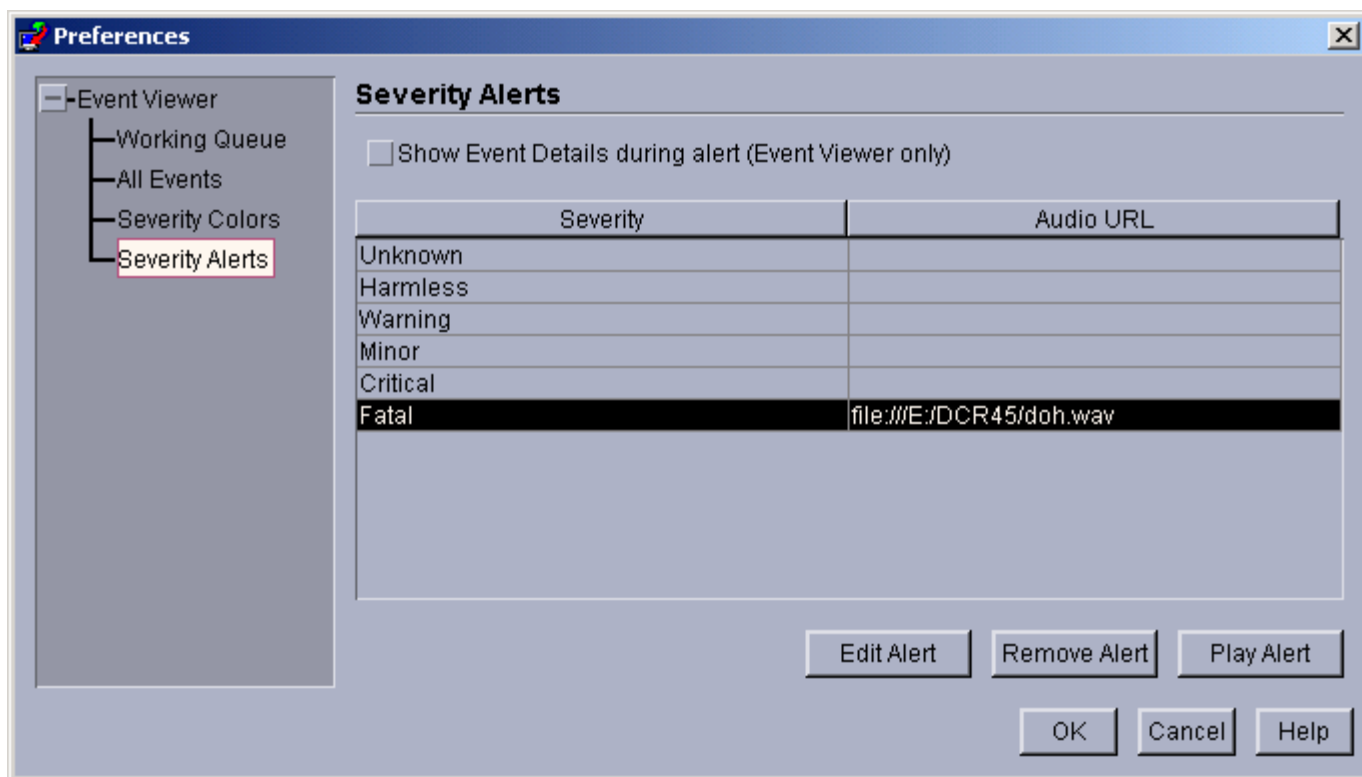 Preferences
Event Viewer
Working Queue
All Events
Severity Colors
Severity Alerts
Severity Alerts
Show Event Details during alert (Event Viewer only)
Severity Audio URL
Unknown
Harmless
Warning
Minor
Critical
Fatal file:///E:/DCR45/doh.wav
Edit Alert Remove Alert Play Alert
OK Cancel Help